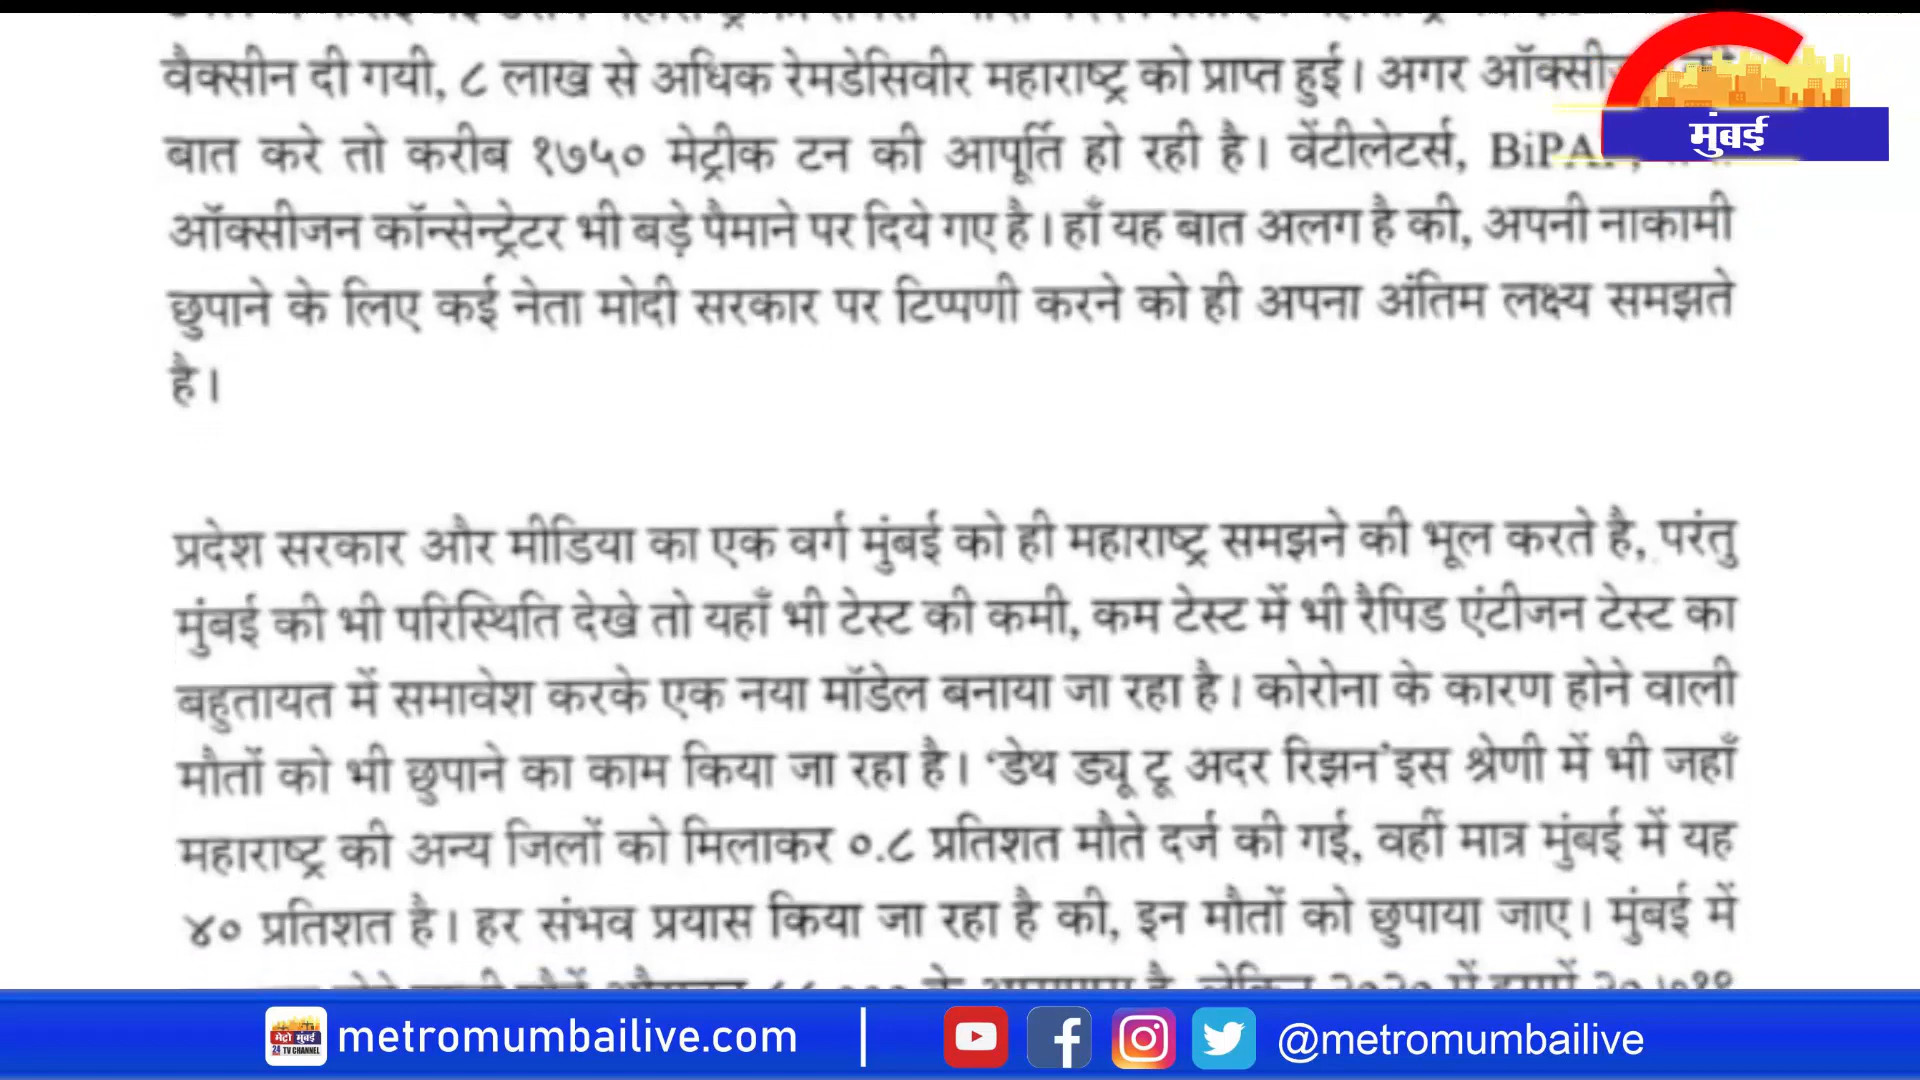 वैक्सीन दी गयी, ८ लाख से अधिक रेमडेसिवीर महाराष्ट्र को प्राप्त हुई। अगर
बात करे तो करीब १७५० मेट्रीक टन की आपूर्ति हो रही है। वेंटीलेटर्स,
ऑक्सीजन कॉन्सेन्ट्रेटर भी बड़े पैमाने पर दिये गए है। हाँ यह बात अलग है की, अपनी नाकामी
छुपाने के लिए कई नेता मोदी सरकार पर टिप्पणी करने को ही अपना अंतिम लक्ष्य समझते
है।
प्रदेश सरकार और मीडिया का एक वर्ग मुंबई को ही महाराष्ट्र समझने की भूल करते है, परंतु
मुंबई की भी परिस्थिति देखे तो यहाँ भी टेस्ट की कमी, कम टेस्ट में भी रैपिड एंटीजन टेस्ट का
बहुतायत में समावेश करके एक नया मॉडेल बनाया जा रहा है। कोरोना के कारण होने वाली
मौतों को भी छुपाने का काम किया जा रहा है। ‘डेथ ड्यू टू अदर रिझन’इस श्रेणी में भी जहाँ
महाराष्ट्र की अन्य जिलों को मिलाकर ०.८ प्रतिशत मौते दर्ज की गई, वहीं मात्र मुंबई में यह
४० प्रतिशत है। हर संभव प्रयास किया जा रहा है की, इन मौतों को छुपाया जाए। मुंबई में
मुंबई
मेट्रो मुंबई
24 TV CHANNEL
metromumbailive.com
@metromumbailive